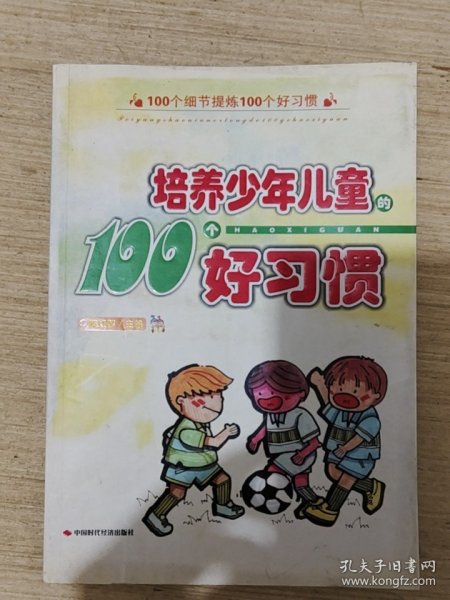 100个细节提炼100个好习惯
培养少年儿童的
100个
HAOXIGUAN
好习惯
中国时代经济出版社
孔夫子旧书网
www.kongfz.com